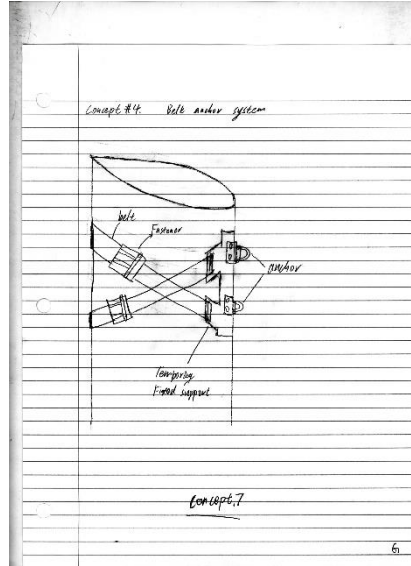 Concept #4. Belt anchor system
belt
Fastener
anchor
Temporary
Fixed support
Concept.7
6